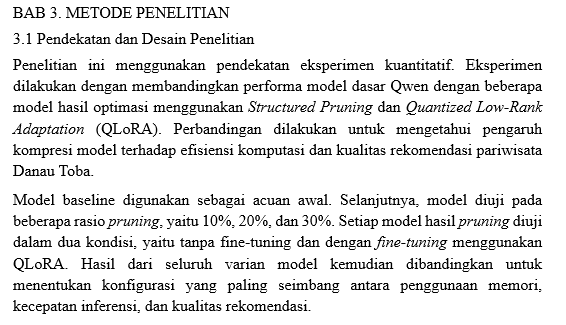 BAB 3. METODE PENELITIAN
3.1 Pendekatan dan Desain Penelitian
Penelitian ini menggunakan pendekatan eksperimen kuantitatif. Eksperimen
dilakukan dengan membandingkan performa model dasar Qwen dengan beberapa
model hasil optimasi menggunakan Structured Pruning dan Quantized Low-Rank
Adaptation (QLoRA). Perbandingan dilakukan untuk mengetahui pengaruh
kompresi model terhadap efisiensi komputasi dan kualitas rekomendasi pariwisata
Danau Toba.
Model baseline digunakan sebagai acuan awal. Selanjutnya, model diuji pada
beberapa rasio pruning, yaitu 10%, 20%, dan 30%. Setiap model hasil pruning diuji
dalam dua kondisi, yaitu tanpa fine-tuning dan dengan fine-tuning menggunakan
QLoRA. Hasil dari seluruh varian model kemudian dibandingkan untuk
menentukan konfigurasi yang paling seimbang antara penggunaan memori,
kecepatan inferensi, dan kualitas rekomendasi.